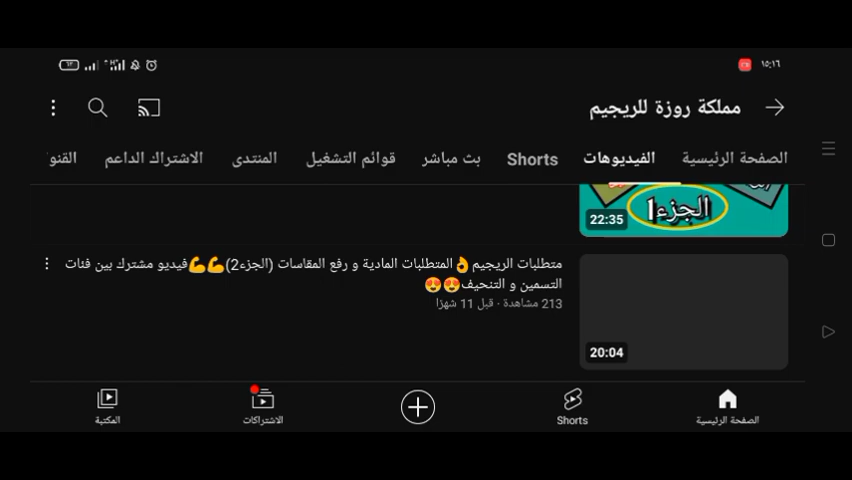 ١٥:١٦
مملكة روزة للريجيم
الصفحة الرئيسية الفيديوهات Shorts بث مباشر قوائم التشغيل المنتدى الاشتراك الداعم القنو
الجزء1
22:35
متطلبات الريجيم👌المتطلبات المادية و رفع المقاسات (الجزء2)💪💪فيديو مشترك بين فئات
التسمين و التنحيف😍😍
213 مشاهدة - قبل 11 شهرًا
20:04
الصفحة الرئيسية Shorts الاشتراكات المكتبة